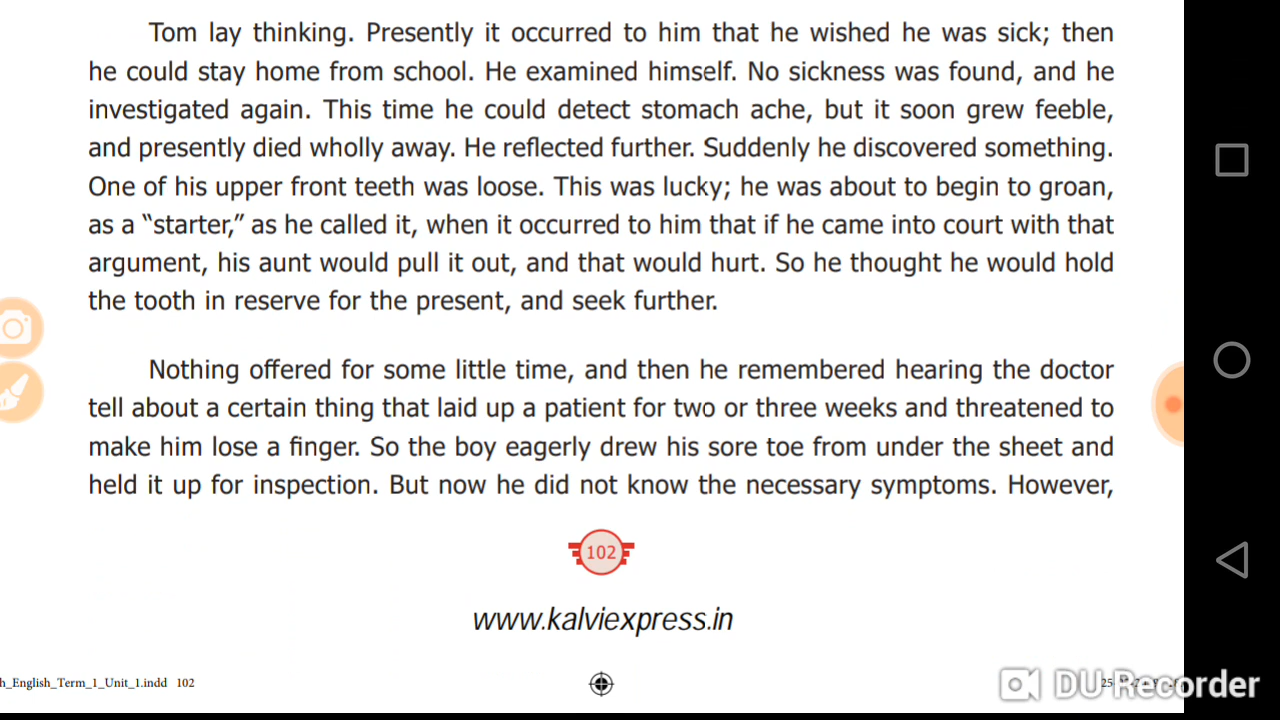 Tom lay thinking. Presently it occurred to him that he wished he was sick; then
he could stay home from school. He examined himself. No sickness was found, and he
investigated again. This time he could detect stomach ache, but it soon grew feeble,
and presently died wholly away. He reflected further. Suddenly he discovered something.
One of his upper front teeth was loose. This was lucky; he was about to begin to groan,
as a “starter,” as he called it, when it occurred to him that if he came into court with that
argument, his aunt would pull it out, and that would hurt. So he thought he would hold
the tooth in reserve for the present, and seek further.
Nothing offered for some little time, and then he remembered hearing the doctor
tell about a certain thing that laid up a patient for two or three weeks and threatened to
make him lose a finger. So the boy eagerly drew his sore toe from under the sheet and
held it up for inspection. But now he did not know the necessary symptoms. However,
102
www.kalviexpress.in
h_English_Term_1_Unit_1.indd 102
DU Recorder